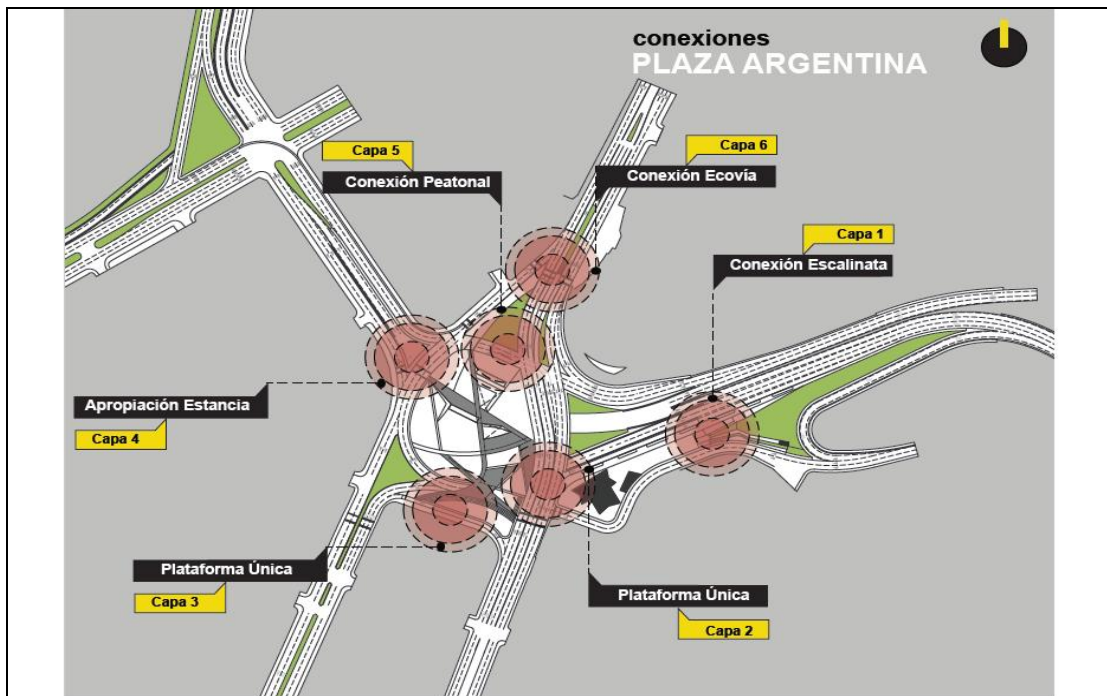 conexiones
PLAZA ARGENTINA
Capa 5
Conexión Peatonal
Capa 6
Conexión Ecovía
Capa 1
Conexión Escalinata
Apropiación Estancia
Capa 4
Plataforma Única
Capa 3
Plataforma Única
Capa 2